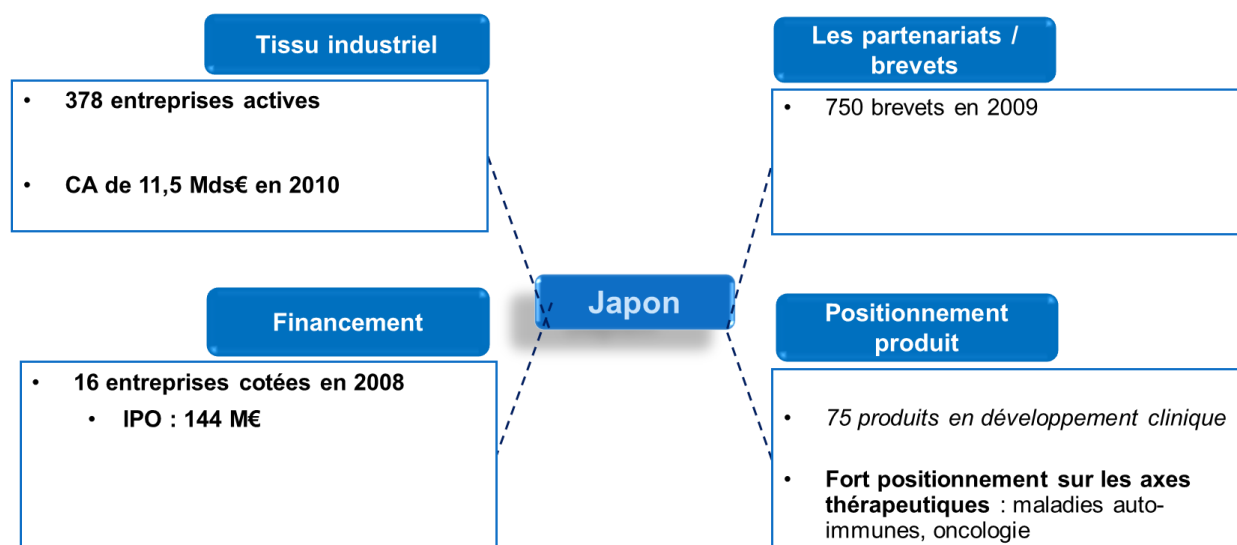 Tissu industriel
• 378 entreprises actives
• CA de 11,5 Mds€ en 2010
Les partenariats /
brevets
• 750 brevets en 2009
Japon
Financement
• 16 entreprises cotées en 2008
• IPO : 144 M€
Positionnement
produit
• 75 produits en développement clinique
• Fort positionnement sur les axes
thérapeutiques : maladies auto-
immunes, oncologie